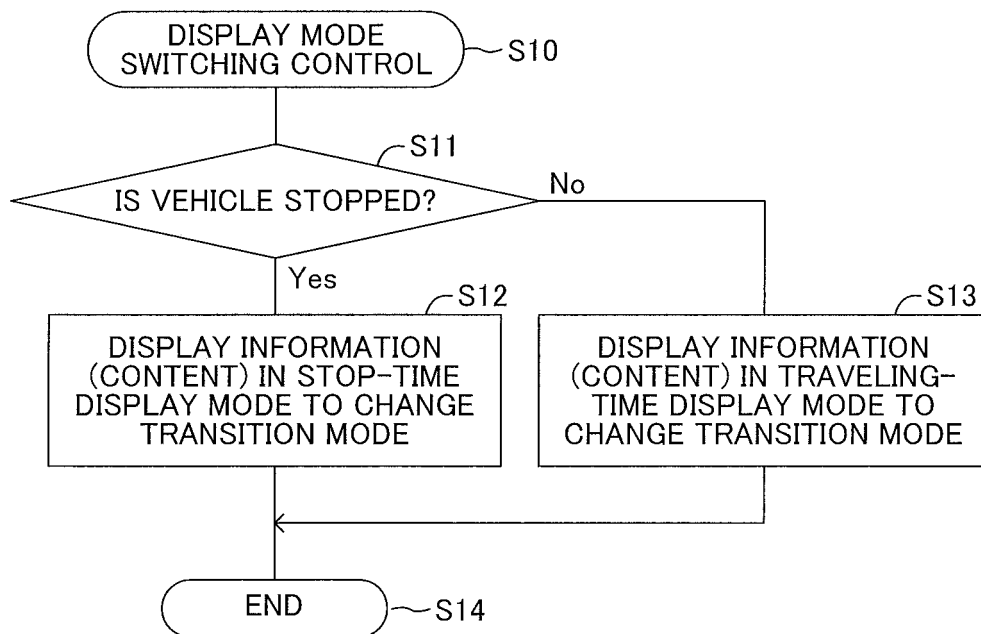 DISPLAY MODE
SWITCHING CONTROL
S10
S11
IS VEHICLE STOPPED?
No
Yes
S12
DISPLAY INFORMATION
(CONTENT) IN STOP-TIME
DISPLAY MODE TO CHANGE
TRANSITION MODE
S13
DISPLAY INFORMATION
(CONTENT) IN TRAVELING-
TIME DISPLAY MODE TO
CHANGE TRANSITION MODE
END
S14